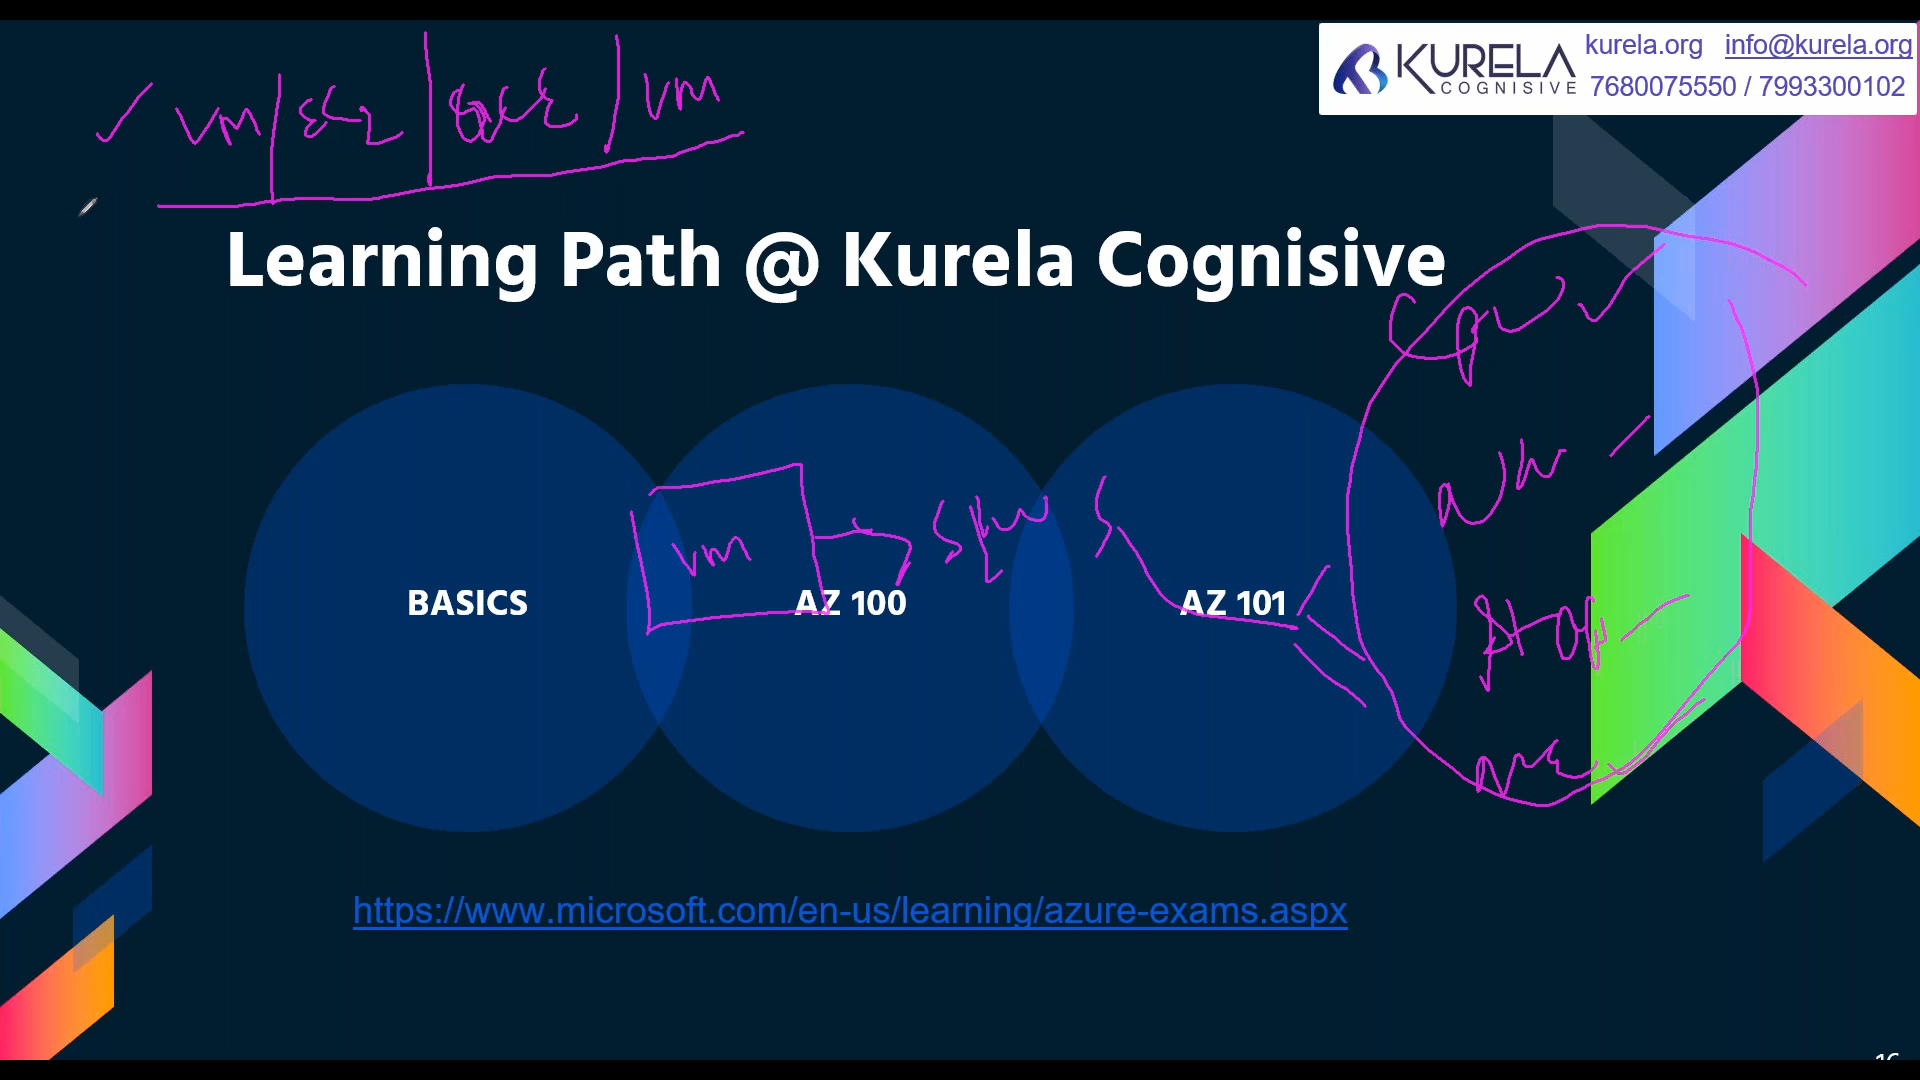 KURELA
COGNISIVE
kurela.org info@kurela.org
7680075550 / 7993300102
vm
vm
Learning Path @ Kurela Cognisive
vm
BASICS
AZ 100
AZ 101
https://www.microsoft.com/en-us/learning/azure-exams.aspx